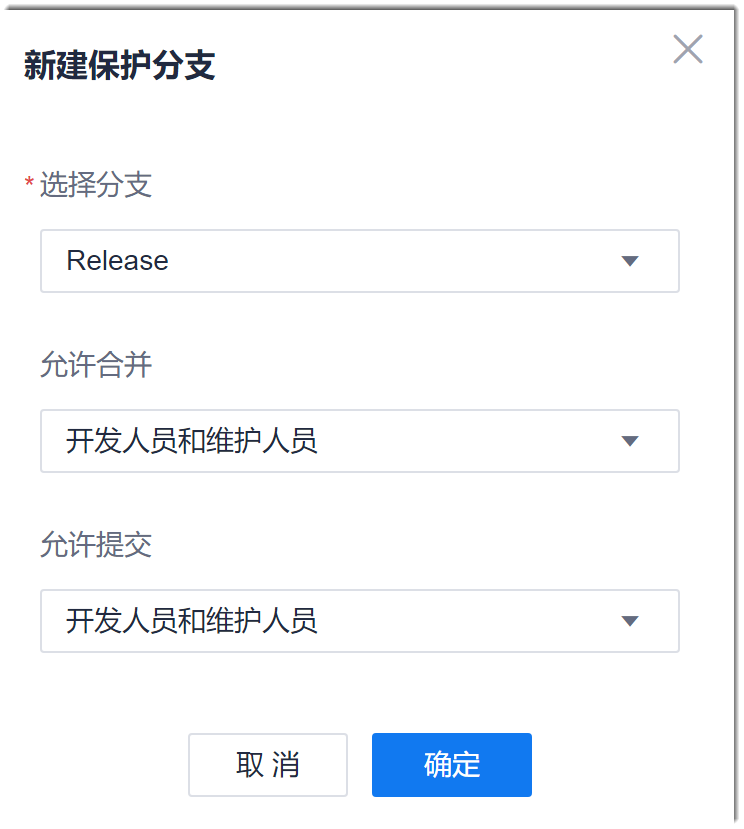 新建保护分支
* 选择分支
Release
允许合并
开发人员和维护人员
允许提交
开发人员和维护人员
取 消
确定